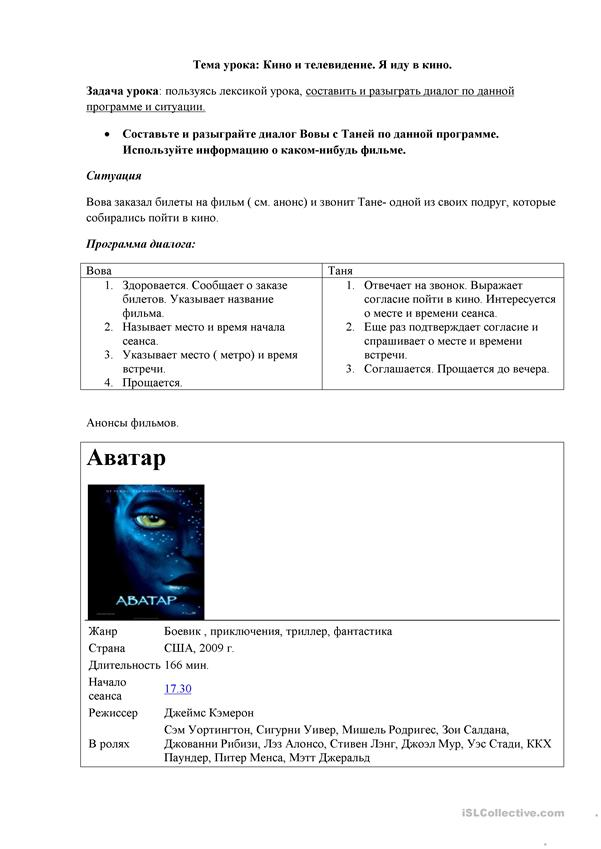 Тема урока: Кино и телевидение. Я иду в кино.
Задача урока: пользуясь лексикой урока, составить и разыграть диалог по данной
программе и ситуации.
• Составьте и разыграйте диалог Вовы с Таней по данной программе.
Используйте информацию о каком-нибудь фильме.
Ситуация
Вова заказал билеты на фильм ( см. анонс) и звонит Тане- одной из своих подруг, которые
собирались пойти в кино.
Программа диалога:
Вова
1. Здоровается. Сообщает о заказе
билетов. Указывает название
фильма.
2. Называет место и время начала
сеанса.
3. Указывает место ( метро) и время
встречи.
4. Прощается.
Таня
1. Отвечает на звонок. Выражает
согласие пойти в кино. Интересуется
о месте и времени сеанса.
2. Еще раз подтверждает согласие и
спрашивает о месте и времени
встречи.
3. Соглашается. Прощается до вечера.
Анонсы фильмов.
Аватар
АВАТАР
Жанр Боевик , приключения, триллер, фантастика
Страна США, 2009 г.
Длительность 166 мин.
Начало
сеанса 17.30
Режиссер Джеймс Кэмерон
В ролях Сэм Уортингтон, Сигурни Уивер, Мишель Родригес, Зои Салдана,
Джованни Рибизи, Лэз Алонсо, Стивен Лэнг, Джоэл Мур, Уэс Стади, ККХ
Паундер, Питер Менса, Мэтт Джеральд
iSLCollective.com